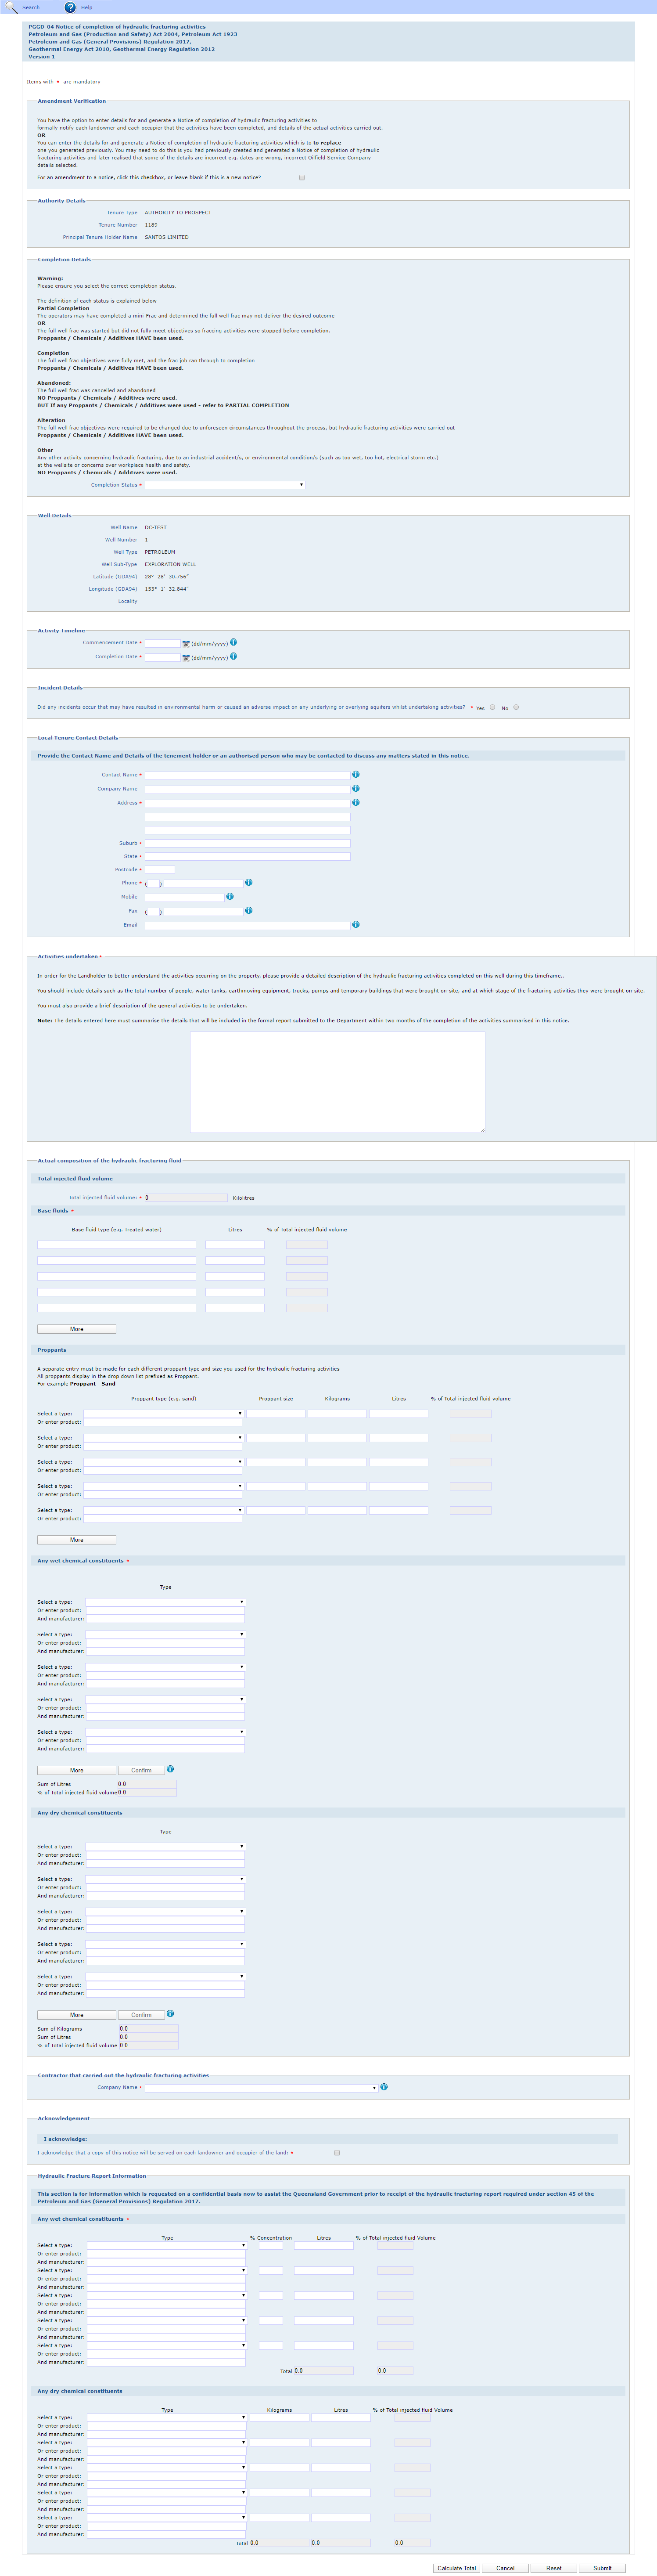 Search Help
PGGD-04 Notice of completion of hydraulic fracturing activities
Petroleum and Gas (Production and Safety) Act 2004, Petroleum Act 1923
Petroleum and Gas (General Provisions) Regulation 2017,
Geothermal Energy Act 2010, Geothermal Energy Regulation 2012
Version 1
Items with * are mandatory
Amendment Verification
You have the option to enter details for and generate a Notice of completion of hydraulic fracturing activities to
formally notify each landowner and each occupier that the activities have been completed, and details of the actual activities carried out.
OR
You can enter the details for and generate a Notice of completion of hydraulic fracturing activities which is to to replace
one you generated previously. You may need to do this is you had previously created and generated a Notice of completion of hydraulic
fracturing activities and later realised that some of the details are incorrect e.g. dates are wrong, incorrect Oilfield Service Company
details selected.
For an amendment to a notice, click this checkbox, or leave blank if this is a new notice?
Authority Details
Tenure Type AUTHORITY TO PROSPECT
Tenure Number 1189
Principal Tenure Holder Name SANTOS LIMITED
Completion Details
Warning:
Please ensure you select the correct completion status.
The definition of each status is explained below
Partial Completion
The operators may have completed a mini-Frac and determined the full well frac may not deliver the desired outcome
OR
The full well frac was started but did not fully meet objectives so fraccing activities were stopped before completion.
Proppants / Chemicals / Additives HAVE been used.
Completion
The full well frac objectives were fully met, and the frac job ran through to completion
Proppants / Chemicals / Additives HAVE been used.
Abandoned:
The full well frac was cancelled and abandoned
NO Proppants / Chemicals / Additives were used.
BUT If any Proppants / Chemicals / Additives were used - refer to PARTIAL COMPLETION
Alteration
The full well frac objectives were required to be changed due to unforeseen circumstances throughout the process, but hydraulic fracturing activities were carried out
Proppants / Chemicals / Additives HAVE been used.
Other
Any other activity concerning hydraulic fracturing, due to an industrial accident/s, or environmental condition/s (such as too wet, too hot, electrical storm etc.)
at the wellsite or concerns over workplace health and safety.
NO Proppants / Chemicals / Additives were used.
Completion Status *
Well Details
Well Name DC-TEST
Well Number 1
Well Type PETROLEUM
Well Sub-Type EXPLORATION WELL
Latitude (GDA94) 28° 28' 30.756"
Longitude (GDA94) 153° 1' 32.844"
Locality
Activity Timeline
Commencement Date * (dd/mm/yyyy)
Completion Date * (dd/mm/yyyy)
Incident Details
Did any incidents occur that may have resulted in environmental harm or caused an adverse impact on any underlying or overlying aquifers whilst undertaking activities? * Yes No
Local Tenure Contact Details
Provide the Contact Name and Details of the tenement holder or an authorised person who may be contacted to discuss any matters stated in this notice.
Contact Name *
Company Name
Address *
Suburb *
State *
Postcode *
Phone * ( )
Mobile
Fax ( )
Email
Activities undertaken *
In order for the Landholder to better understand the activities occurring on the property, please provide a detailed description of the hydraulic fracturing activities completed on this well during this timeframe..
You should include details such as the total number of people, water tanks, earthmoving equipment, trucks, pumps and temporary buildings that were brought on-site, and at which stage of the fracturing activities they were brought on-site.
You must also provide a brief description of the general activities to be undertaken.
Note: The details entered here must summarise the details that will be included in the formal report submitted to the Department within two months of the completion of the activities summarised in this notice.
Actual composition of the hydraulic fracturing fluid
Total injected fluid volume
Total injected fluid volume: * 0 Kilolitres
Base fluids *
Base fluid type (e.g. Treated water) Litres % of Total injected fluid volume
More
Proppants
A separate entry must be made for each different proppant type and size you used for the hydraulic fracturing activities
All proppants display in the drop down list prefixed as Proppant.
For example Proppant - Sand
Proppant type (e.g. sand) Proppant size Kilograms Litres % of Total injected fluid volume
Select a type:
Or enter product:
Select a type:
Or enter product:
Select a type:
Or enter product:
Select a type:
Or enter product:
Select a type:
Or enter product:
More
Any wet chemical constituents *
Type
Select a type:
Or enter product:
And manufacturer:
Select a type:
Or enter product:
And manufacturer:
Select a type:
Or enter product:
And manufacturer:
Select a type:
Or enter product:
And manufacturer:
Select a type:
Or enter product:
And manufacturer:
More Confirm
Sum of Litres 0.0
% of Total injected fluid volume 0.0
Any dry chemical constituents
Type
Select a type:
Or enter product:
And manufacturer:
Select a type:
Or enter product:
And manufacturer:
Select a type:
Or enter product:
And manufacturer:
Select a type:
Or enter product:
And manufacturer:
Select a type:
Or enter product:
And manufacturer:
More Confirm
Sum of Kilograms 0.0
Sum of Litres 0.0
% of Total injected fluid volume 0.0
Contractor that carried out the hydraulic fracturing activities
Company Name *
Acknowledgement
I acknowledge:
I acknowledge that a copy of this notice will be served on each landowner and occupier of the land: *
Hydraulic Fracture Report Information
This section is for information which is requested on a confidential basis now to assist the Queensland Government prior to receipt of the hydraulic fracturing report required under section 45 of the
Petroleum and Gas (General Provisions) Regulation 2017.
Any wet chemical constituents *
Type % Concentration Litres % of Total injected fluid Volume
Select a type:
Or enter product:
And manufacturer:
Select a type:
Or enter product:
And manufacturer:
Select a type:
Or enter product:
And manufacturer:
Select a type:
Or enter product:
And manufacturer:
Select a type:
Or enter product:
And manufacturer:
Total 0.0 0.0
Any dry chemical constituents
Type Kilograms Litres % of Total injected fluid Volume
Select a type:
Or enter product:
And manufacturer:
Select a type:
Or enter product:
And manufacturer:
Select a type:
Or enter product:
And manufacturer:
Select a type:
Or enter product:
And manufacturer:
Select a type:
Or enter product:
And manufacturer:
Total 0.0 0.0 0.0
Calculate Total Cancel Reset Submit